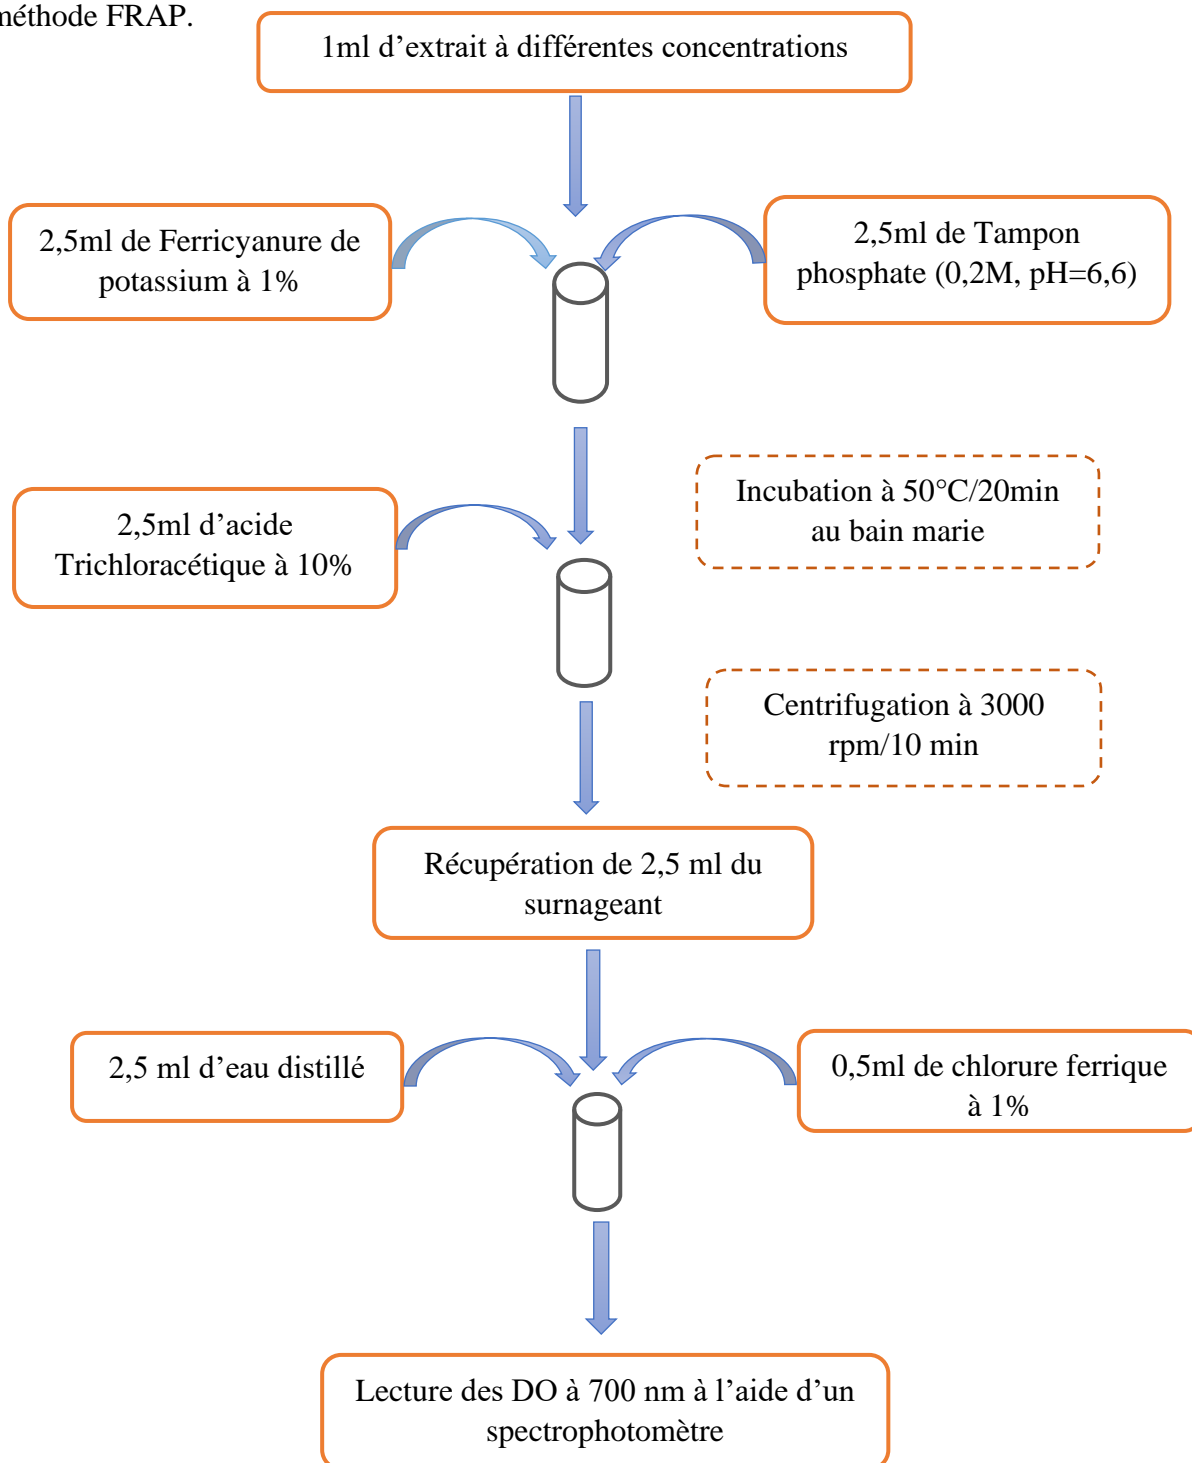 méthode FRAP.
1ml d’extrait à différentes concentrations
2,5ml de Ferricyanure de
potassium à 1%
2,5ml de Tampon
phosphate (0,2M, pH=6,6)
Incubation à 50°C/20min
au bain marie
2,5ml d’acide
Trichloracétique à 10%
Centrifugation à 3000
rpm/10 min
Récupération de 2,5 ml du
surnageant
2,5 ml d’eau distillé
0,5ml de chlorure ferrique
à 1%
Lecture des DO à 700 nm à l’aide d’un
spectrophotomètre